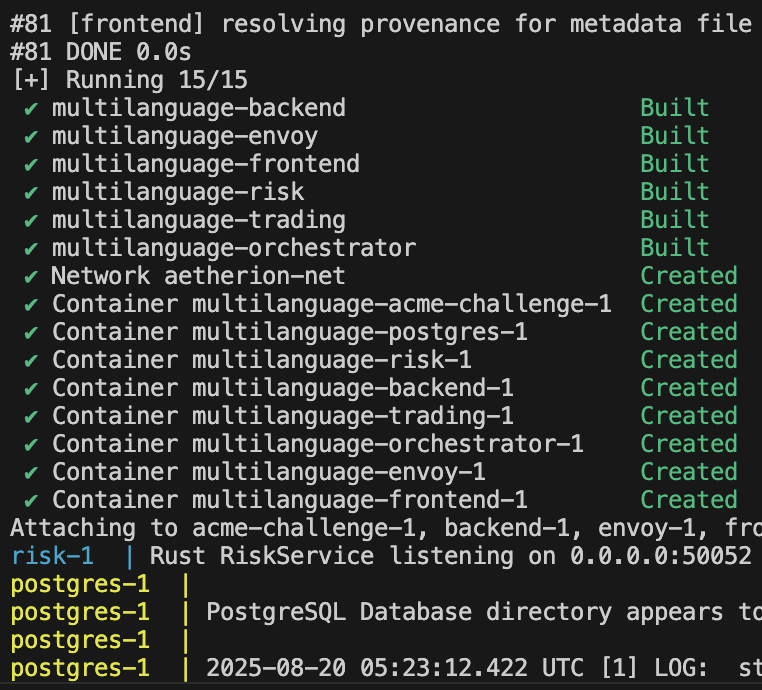 #81 [frontend] resolving provenance for metadata file
#81 DONE 0.0s
[+] Running 15/15
✔ multilanguage-backend Built
✔ multilanguage-envoy Built
✔ multilanguage-frontend Built
✔ multilanguage-risk Built
✔ multilanguage-trading Built
✔ multilanguage-orchestrator Built
✔ Network aetherion-net Created
✔ Container multilanguage-acme-challenge-1 Created
✔ Container multilanguage-postgres-1 Created
✔ Container multilanguage-risk-1 Created
✔ Container multilanguage-backend-1 Created
✔ Container multilanguage-trading-1 Created
✔ Container multilanguage-orchestrator-1 Created
✔ Container multilanguage-envoy-1 Created
✔ Container multilanguage-frontend-1 Created
Attaching to acme-challenge-1, backend-1, envoy-1, fro
risk-1 | Rust RiskService listening on 0.0.0.0:50052
postgres-1 |
postgres-1 | PostgreSQL Database directory appears to
postgres-1 |
postgres-1 | 2025-08-20 05:23:12.422 UTC [1] LOG: st